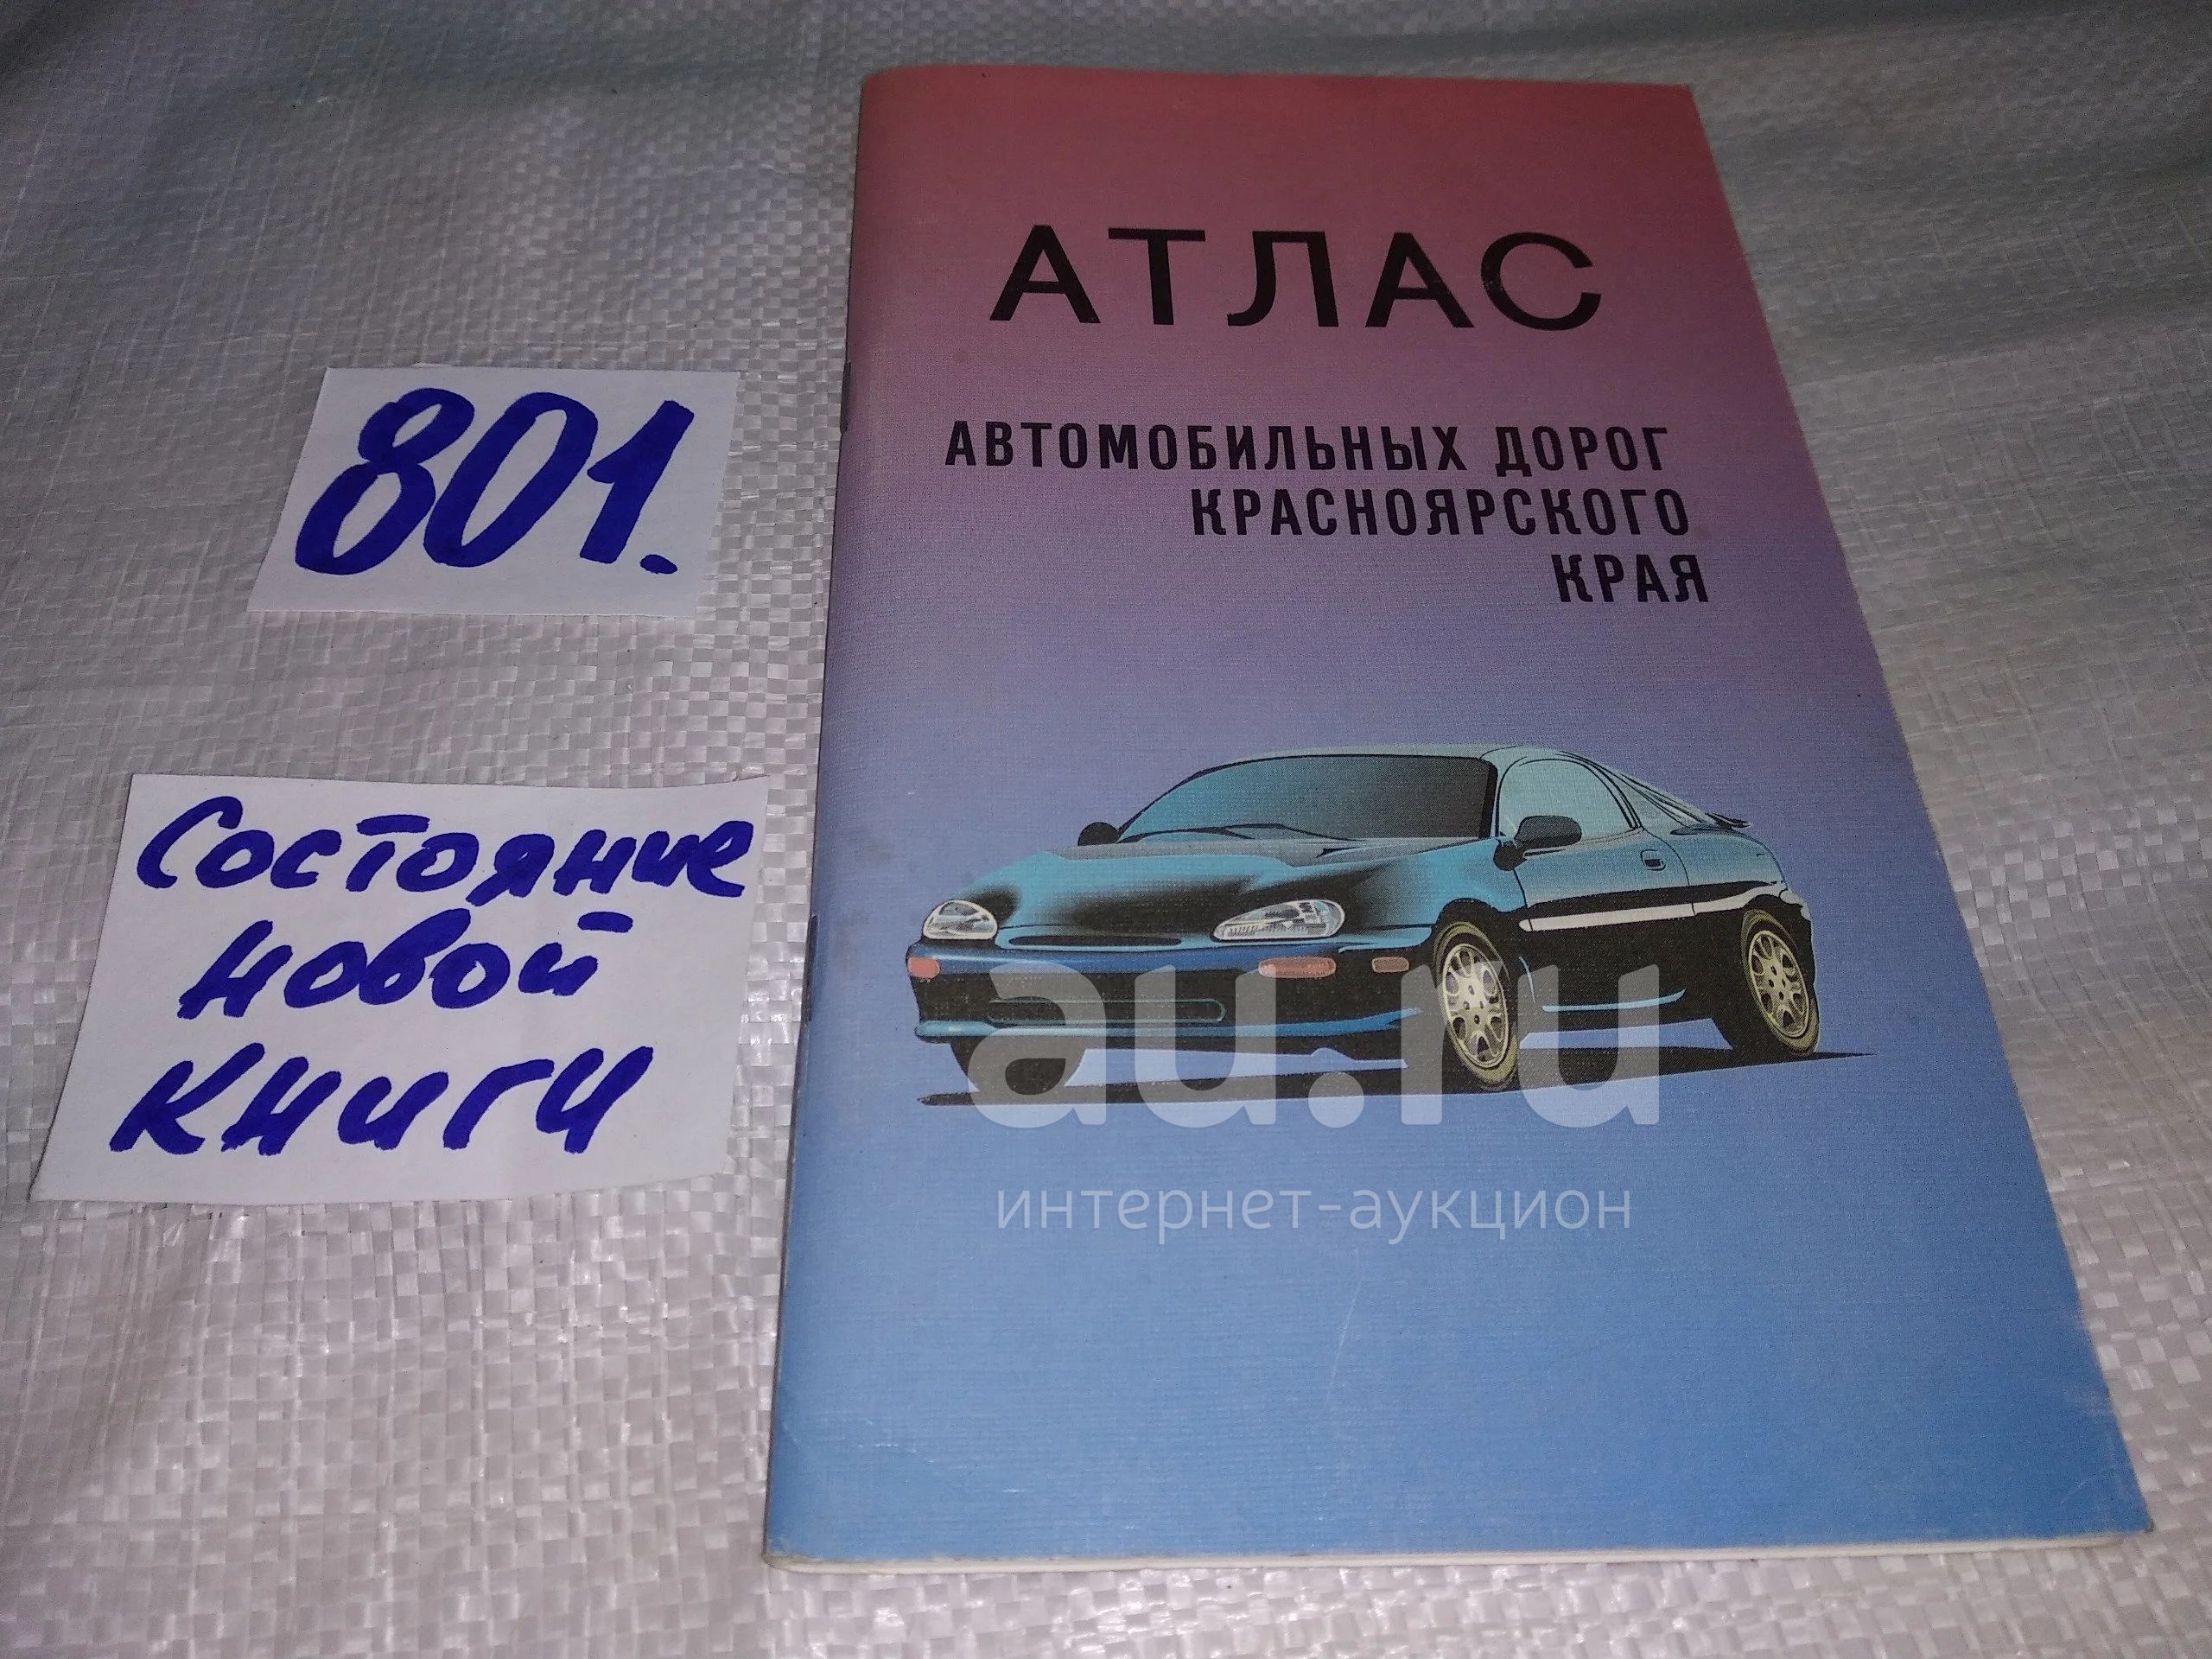 801.
Состояние
новой
книги
АТЛАС
АВТОМОБИЛЬНЫХ ДОРОГ
КРАСНОЯРСКОГО
КРАЯ
au.ru
интернет-аукцион